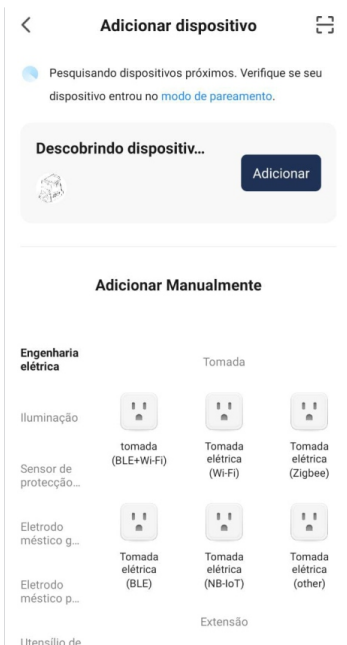 Adicionar dispositivo
Pesquisando dispositivos próximos. Verifique se seu
dispositivo entrou no modo de pareamento.
Descobrindo dispositiv...
Adicionar
Adicionar Manualmente
Engenharia
elétrica
Iluminação
Sensor de
protecção...
Eletrodo
méstico g...
Eletrodo
méstico p...
Utensílio de
Tomada
tomada
(BLE+Wi-Fi)
Tomada
elétrica
(Wi-Fi)
Tomada
elétrica
(Zigbee)
Tomada
elétrica
(BLE)
Tomada
elétrica
(NB-IoT)
Tomada
elétrica
(other)
Extensão